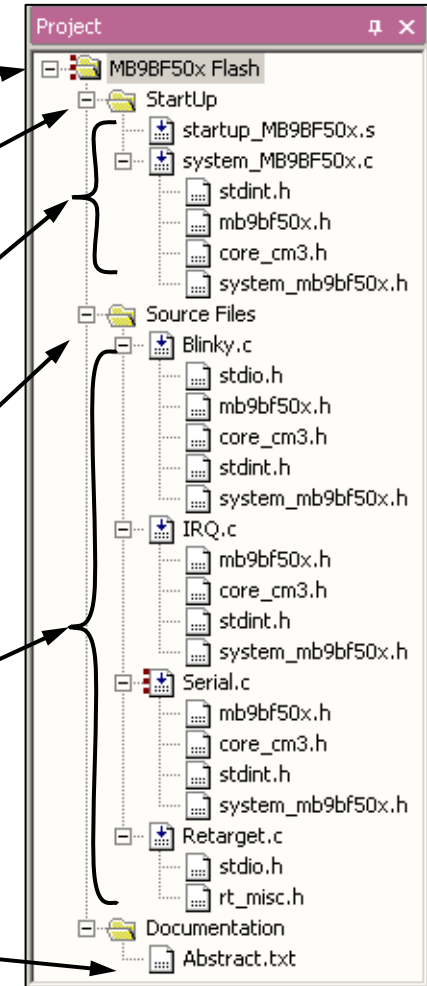 Project
MB9BF50x Flash
StartUp
startup_MB9BF50x.s
system_MB9BF50x.c
stdint.h
mb9bf50x.h
core_cm3.h
system_mb9bf50x.h
Source Files
Blinky.c
stdio.h
mb9bf50x.h
core_cm3.h
stdint.h
system_mb9bf50x.h
IRQ.c
mb9bf50x.h
core_cm3.h
stdint.h
system_mb9bf50x.h
Serial.c
mb9bf50x.h
core_cm3.h
stdint.h
system_mb9bf50x.h
Retarget.c
stdio.h
rt_misc.h
Documentation
Abstract.txt